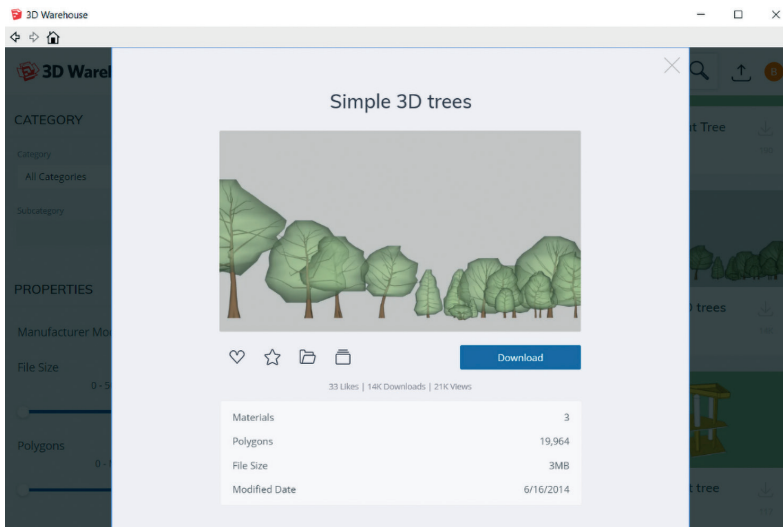 3D Warehouse
3D Wareh
CATEGORY
Category
All Categories
Subcategory
PROPERTIES
Manufacturer Mo
File Size
0 - 5
Polygons
0 -
Simple 3D trees
Download
33 Likes | 14K Downloads | 21K Views
Materials 3
Polygons 19,964
File Size 3MB
Modified Date 6/16/2014
B
t Tree
trees
t tree